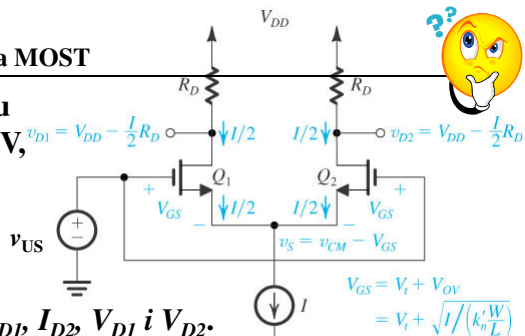 V_DD
a MOST
R_D R_D
u
V,
v_D1 = V_DD − I/2 R_D I/2 I/2 v_D2 = V_DD − I/2 R_D
Q_1 Q_2
+ +
V_GS I/2 I/2 V_GS
− −
v_US + − v_S = v_CM − V_GS
V_GS = V_t + V_OV
I = V_t + √(I/(k′_n W/L))
D1, I_D2, V_D1 i V_D2.
??